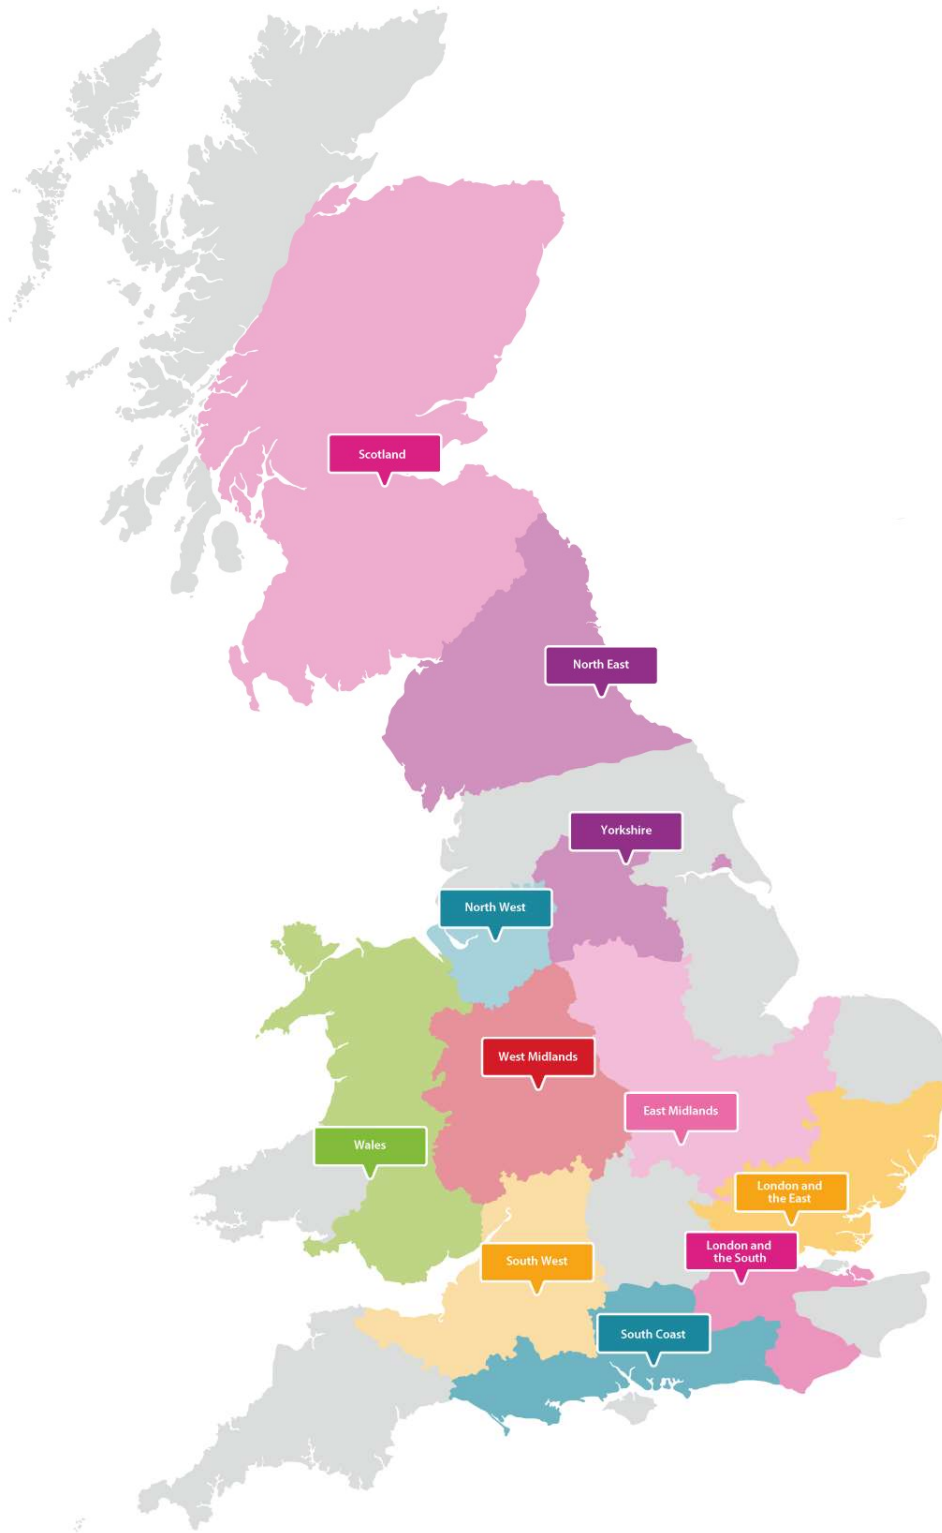 Scotland
North East
Yorkshire
North West
West Midlands
East Midlands
Wales
London and
the East
London and
the South
South West
South Coast